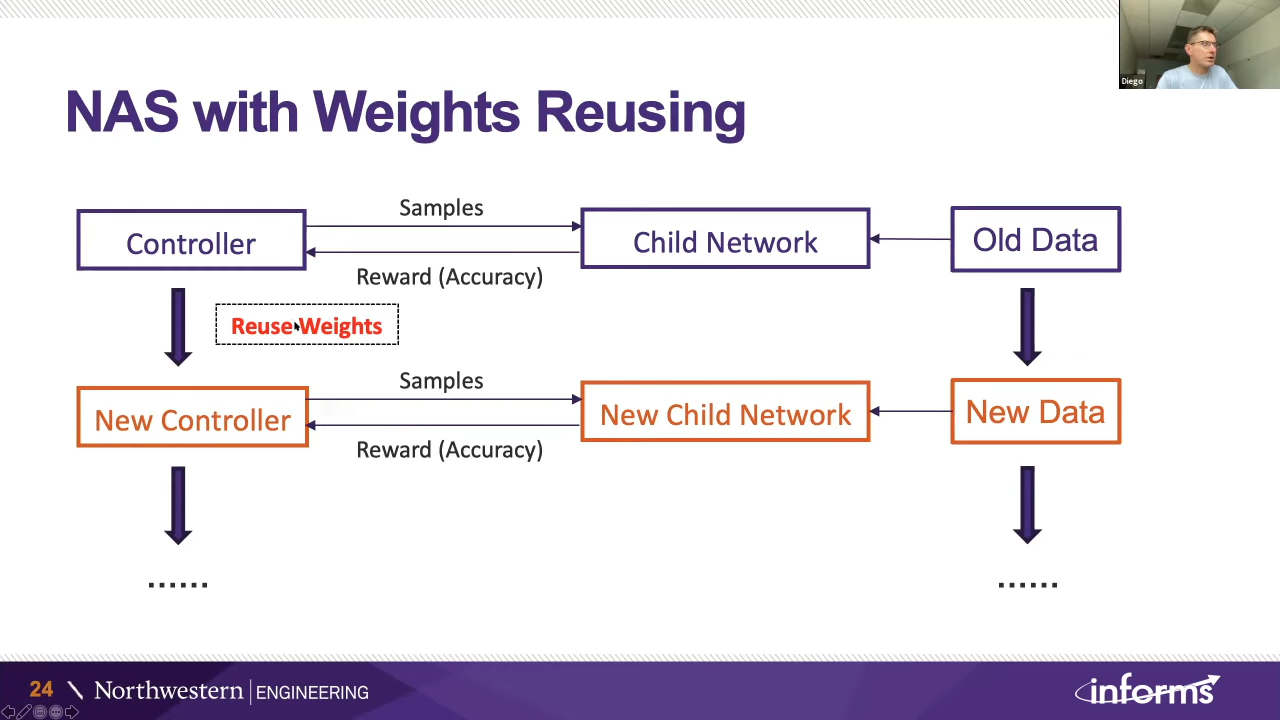 Diego
NAS with Weights Reusing
Samples
Controller
Child Network
Old Data
Reward (Accuracy)
Reuse Weights
Samples
New Controller
New Child Network
New Data
Reward (Accuracy)
......
......
24
Northwestern | ENGINEERING
informs